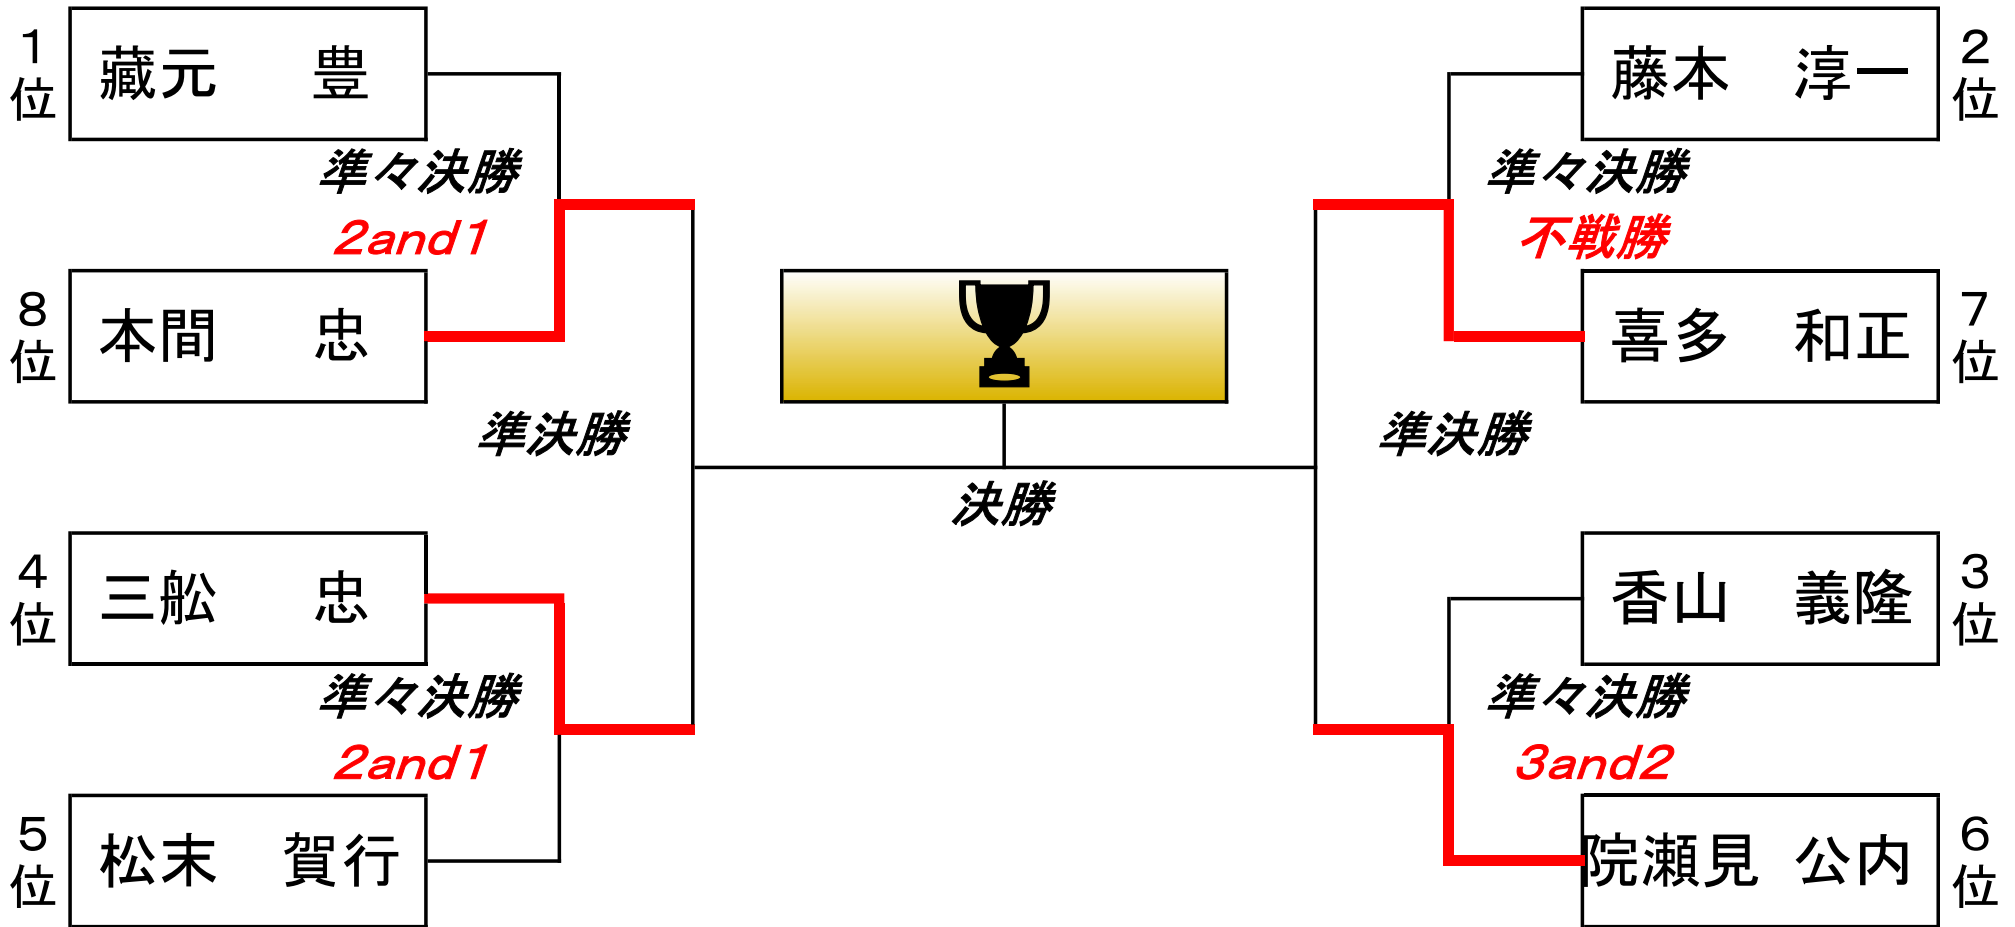 1位
藏元 豊
準々決勝
2and1
8位
本間 忠
準決勝
4位
三舩 忠
準々決勝
2and1
5位
松末 賀行
決勝
藤本 淳一
2位
準々決勝
不戦勝
喜多 和正
7位
準決勝
香山 義隆
3位
準々決勝
3and2
院瀬見 公内
6位